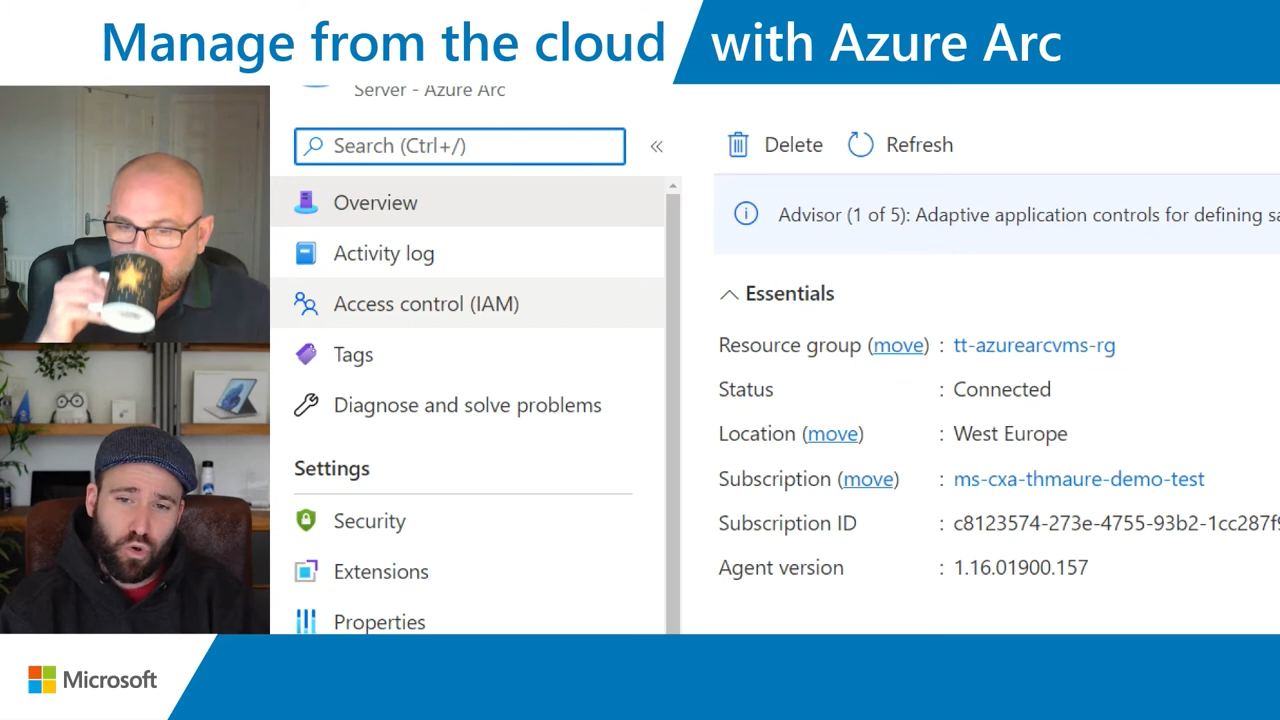 Manage from the cloud with Azure Arc
Server - Azure Arc
Search (Ctrl+/)
«
Delete
Refresh
Overview
Activity log
Access control (IAM)
Tags
Diagnose and solve problems
Settings
Security
Extensions
Properties
Advisor (1 of 5): Adaptive application controls for defining sa
Essentials
Resource group (move) : tt-azurearcvms-rg
Status : Connected
Location (move) : West Europe
Subscription (move) : ms-cxa-thmaure-demo-test
Subscription ID : c8123574-273e-4755-93b2-1cc287f9
Agent version : 1.16.01900.157
Microsoft